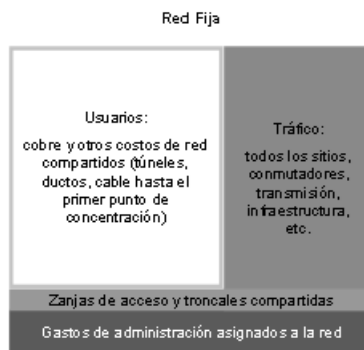 Red Fija
Usuarios:
cobre y otros costos de red
compartidos (túneles,
ductos, cable hasta el
primer punto de
concentración)
Tráfico:
todos los sitios,
conmutadores,
transmisión,
infraestructura,
etc.
Zanjas de acceso y troncales compartidas
Gastos de administración asignados a la red